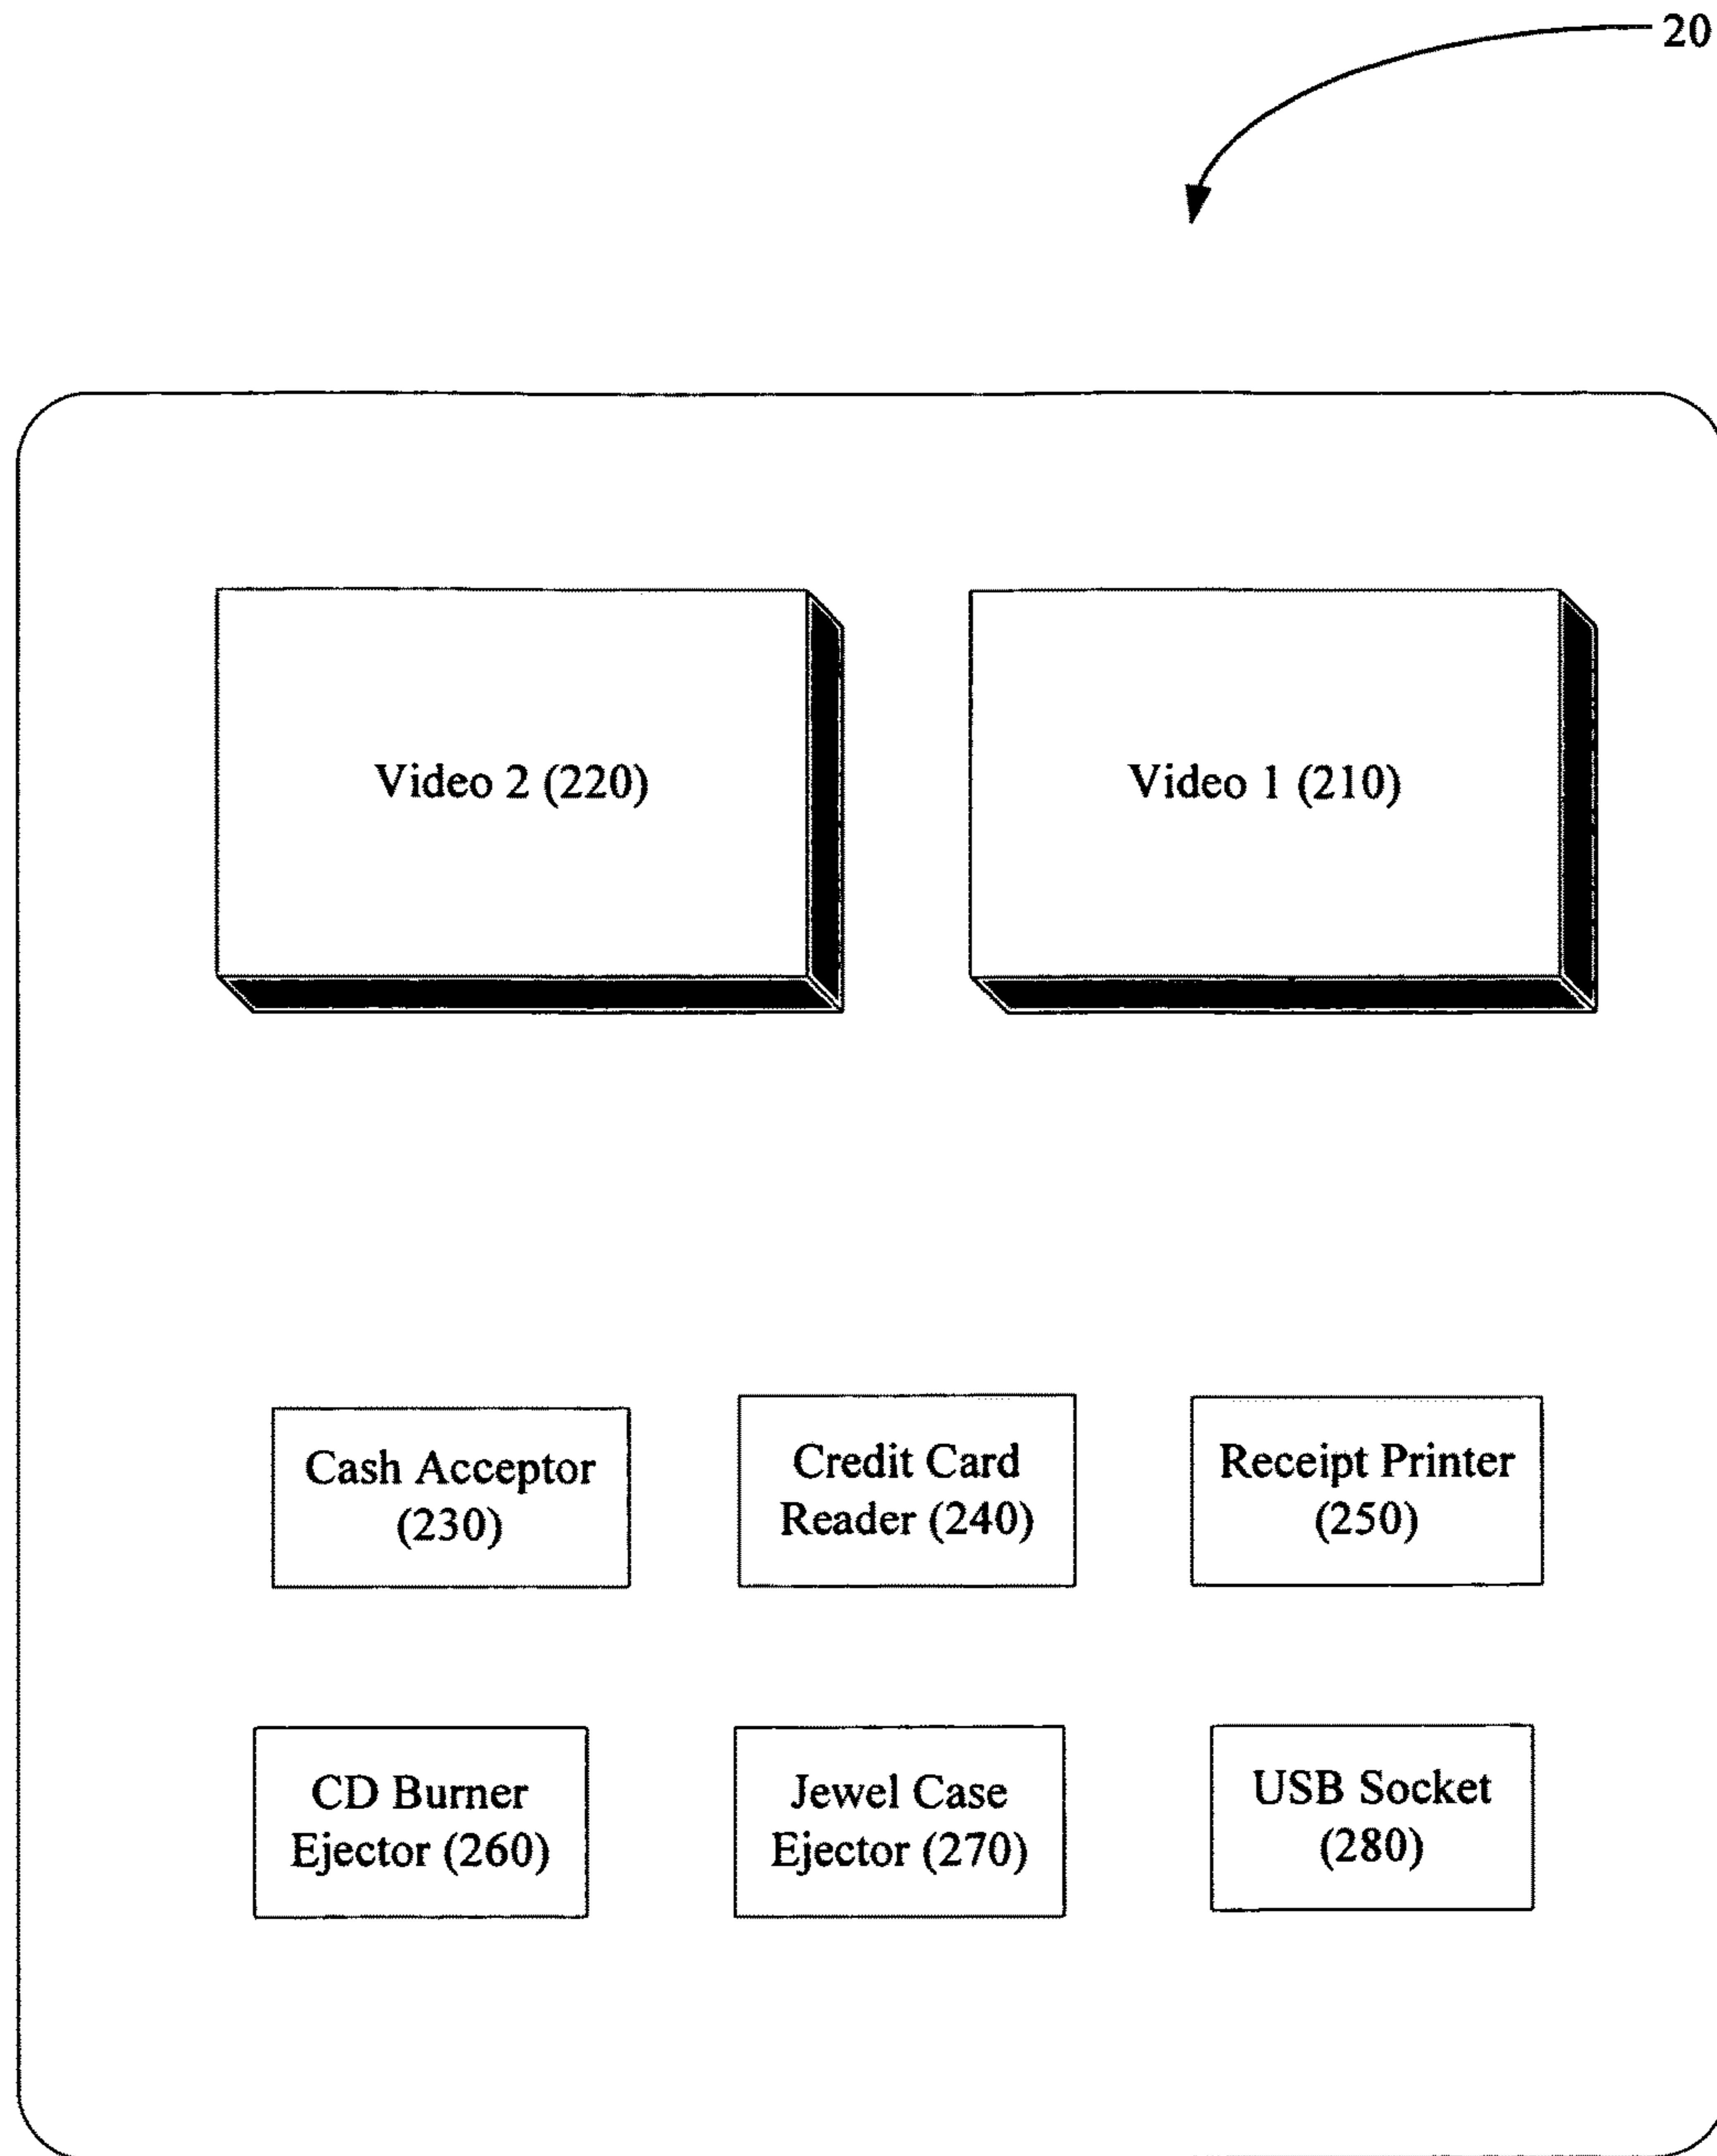 20
Video 2 (220)
Video 1 (210)
Cash Acceptor
(230)
Credit Card
Reader (240)
Receipt Printer
(250)
CD Burner
Ejector (260)
Jewel Case
Ejector (270)
USB Socket
(280)